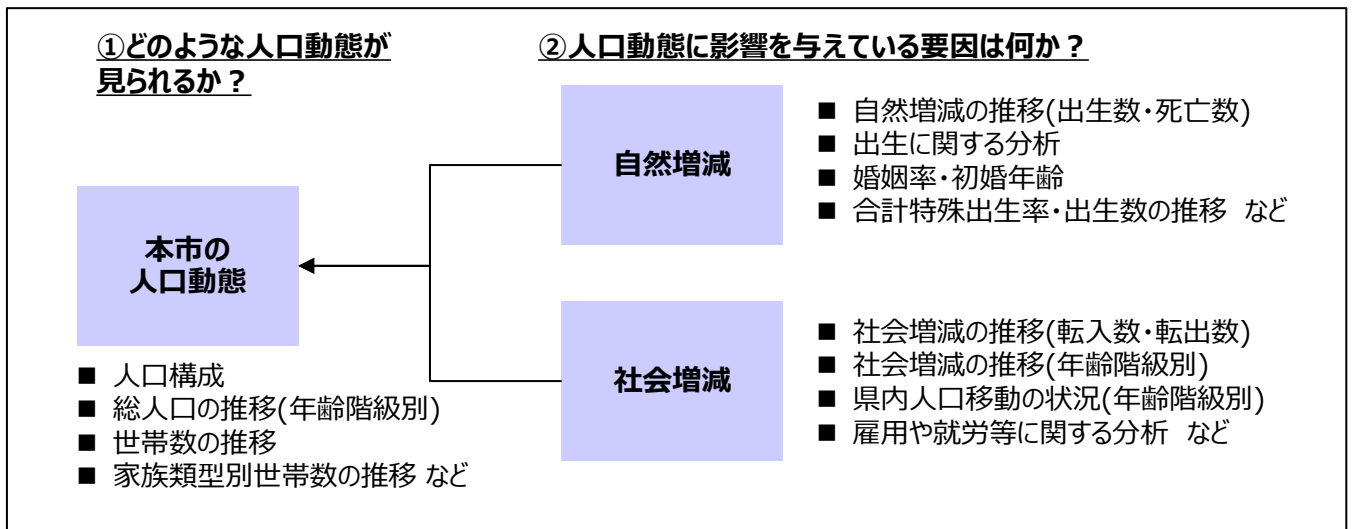 ①どのような人口動態が
見られるか？
本市の
人口動態
■ 人口構成
■ 総人口の推移(年齢階級別)
■ 世帯数の推移
■ 家族類型別世帯数の推移 など
②人口動態に影響を与えている要因は何か？
自然増減
■ 自然増減の推移(出生数・死亡数)
■ 出生に関する分析
■ 婚姻率・初婚年齢
■ 合計特殊出生率・出生数の推移 など
社会増減
■ 社会増減の推移(転入数・転出数)
■ 社会増減の推移(年齢階級別)
■ 県内人口移動の状況(年齢階級別)
■ 雇用や就労等に関する分析 など